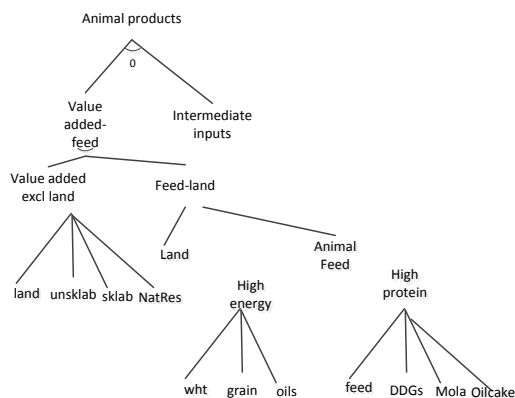 Animal products
0
Value
added-
feed
Intermediate
inputs
Value added
excl land
Feed-land
Land
Animal
Feed
land unsklab sklab NatRes
High
energy
High
protein
wht grain oils
feed DDGs Mola Oilcake